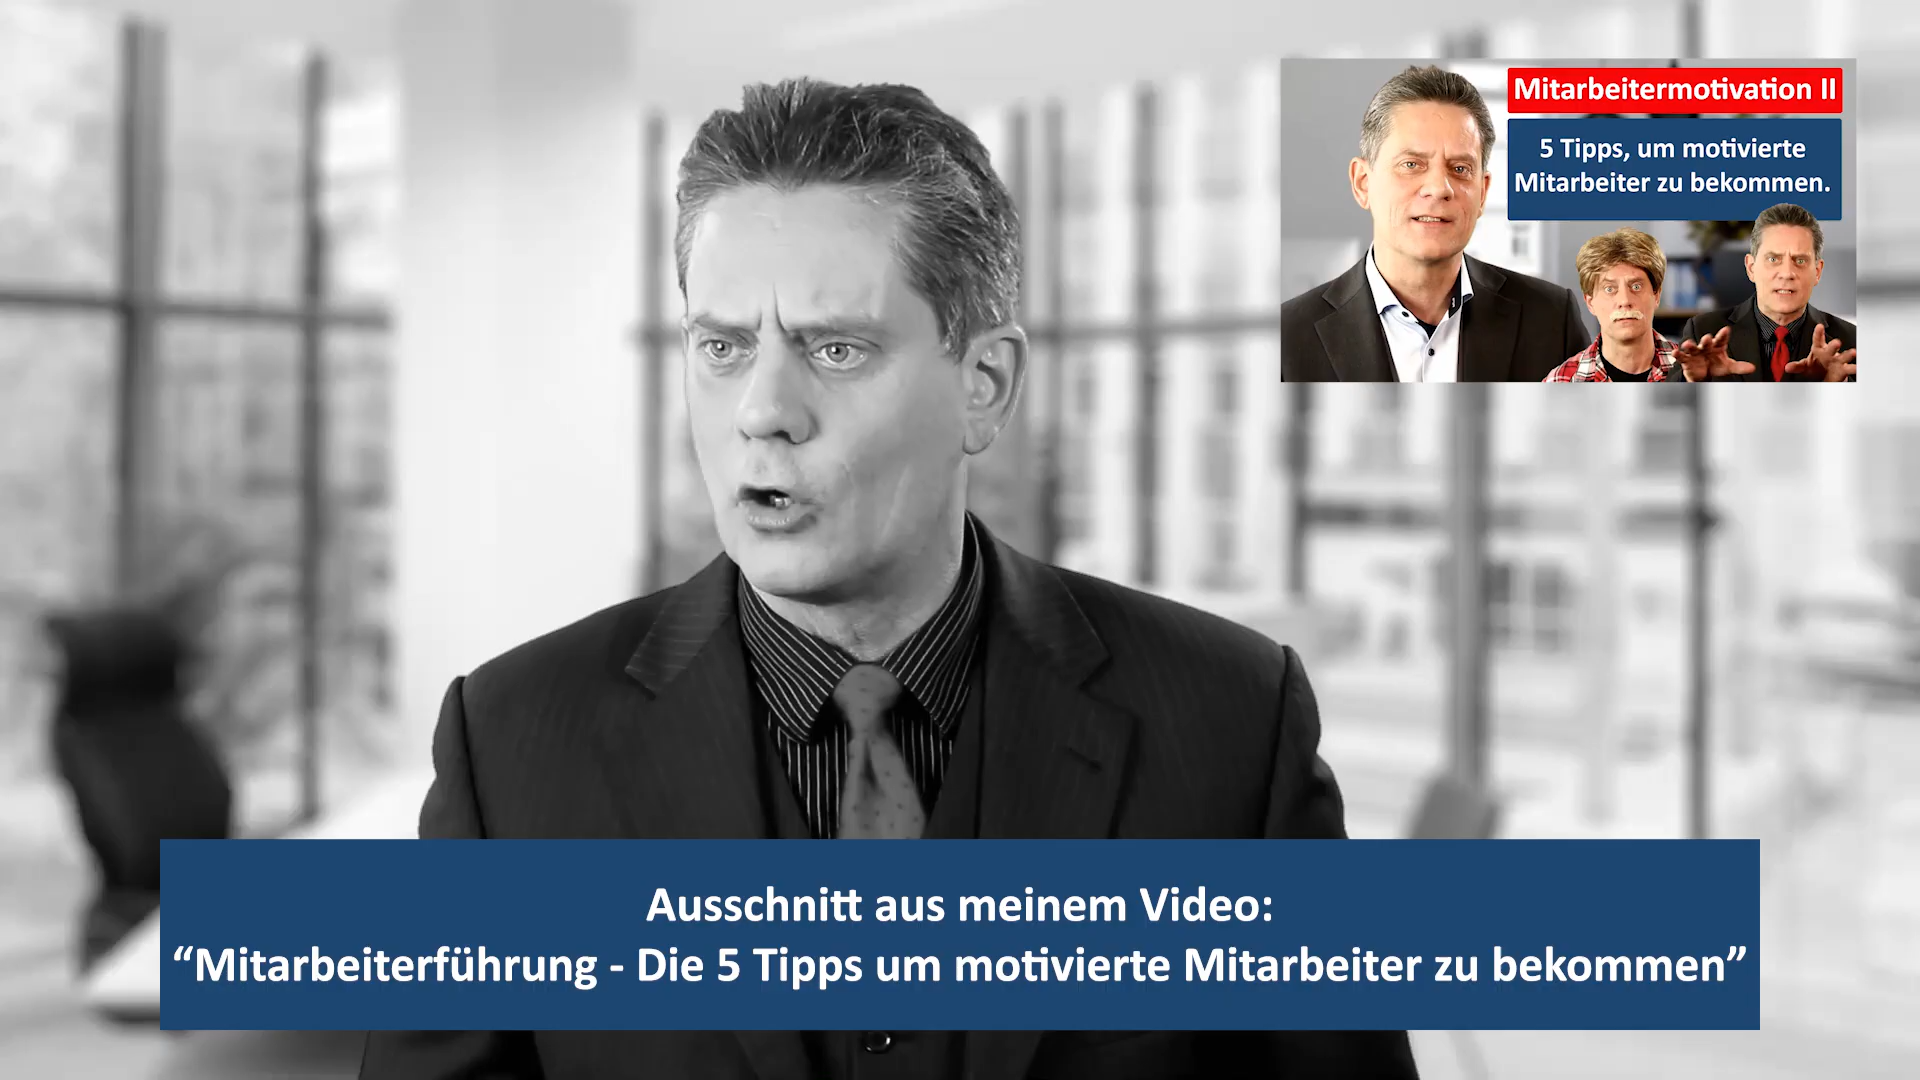 Mitarbeitermotivation II
5 Tipps, um motivierte
Mitarbeiter zu bekommen.
Ausschnitt aus meinem Video:
“Mitarbeiterführung - Die 5 Tipps um motivierte Mitarbeiter zu bekommen”